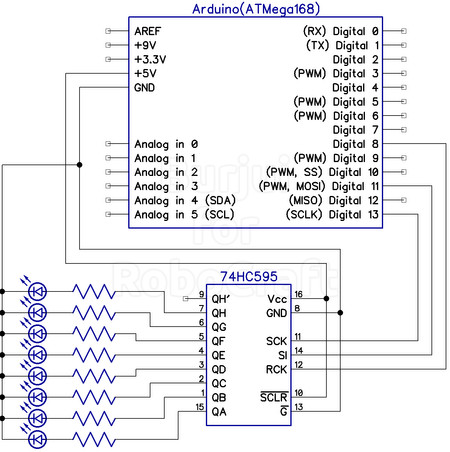 Arduino(ATMega168)
AREF
+9V
+3.3V
+5V
GND
Analog in 0
Analog in 1
Analog in 2
Analog in 3
Analog in 4 (SDA)
Analog in 5 (SCL)
(RX) Digital 0
(TX) Digital 1
Digital 2
(PWM) Digital 3
Digital 4
(PWM) Digital 5
(PWM) Digital 6
Digital 7
Digital 8
(PWM) Digital 9
(PWM, SS) Digital 10
(PWM, MOSI) Digital 11
(MISO) Digital 12
(SCLK) Digital 13
74HC595
9 QH'
7 QH
6 QG
5 QF
4 QE
3 QD
2 QC
1 QB
15 QA
Vcc 16
GND 8
SCK 11
SI 14
RCK 12
SCLR 10
G 13